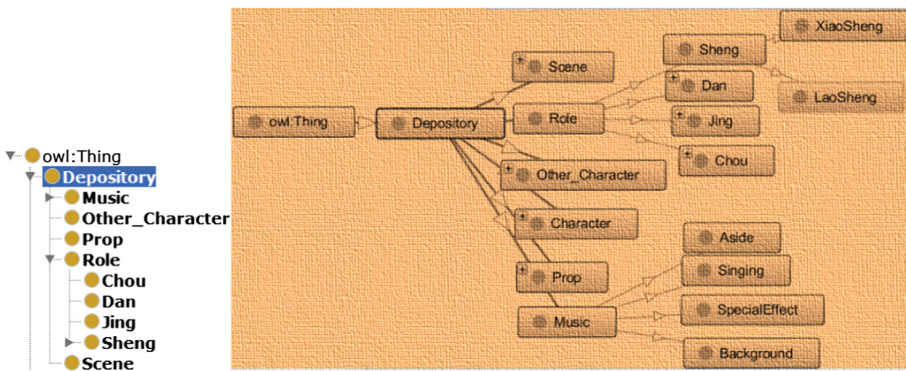 owl:Thing
Depository
Music
Other_Character
Prop
Role
Chou
Dan
Jing
Sheng
Scene
owl:Thing
Depository
Scene
Role
Other_Character
Character
Prop
Music
Sheng
Dan
Jing
Chou
XiaoSheng
LaoSheng
Aside
Singing
SpecialEffect
Background